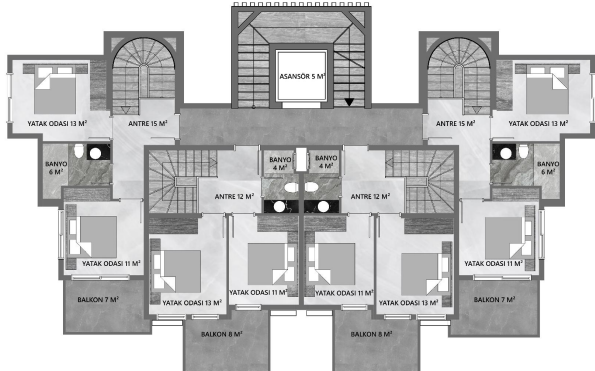 ASANSÖR 5 M²
YATAK ODASI 13 M²
ANTRE 15 M²
ANTRE 15 M²
YATAK ODASI 13 M²
BANYO
6 M²
BANYO
4 M²
BANYO
4 M²
BANYO
6 M²
ANTRE 12 M²
ANTRE 12 M²
YATAK ODASI 11 M²
YATAK ODASI 11 M²
BALKON 7 M²
YATAK ODASI 13 M²
YATAK ODASI 11 M²
YATAK ODASI 11 M²
YATAK ODASI 13 M²
BALKON 7 M²
BALKON 8 M²
BALKON 8 M²